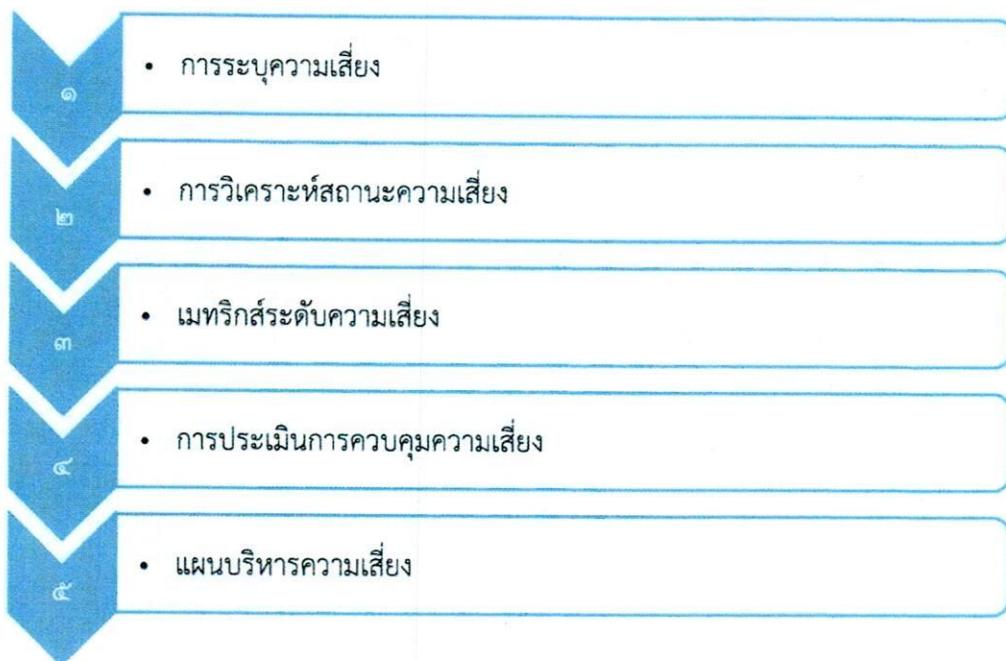 ๑
• การระบุความเสี่ยง
๒
• การวิเคราะห์สถานะความเสี่ยง
๓
• เมทริกส์ระดับความเสี่ยง
๔
• การประเมินการควบคุมความเสี่ยง
๕
• แผนบริหารความเสี่ยง